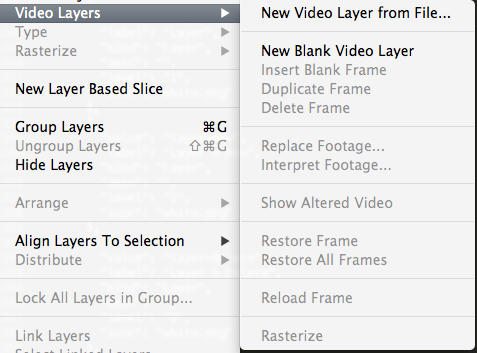 Video Layers ▶
Type ▶
Rasterize ▶
New Layer Based Slice
Group Layers ⌘G
Ungroup Layers ⇧⌘G
Hide Layers
Arrange ▶
Align Layers To Selection ▶
Distribute ▶
Lock All Layers in Group...
Link Layers
Select Linked Layers
New Video Layer from File...
New Blank Video Layer
Insert Blank Frame
Duplicate Frame
Delete Frame
Replace Footage...
Interpret Footage...
Show Altered Video
Restore Frame
Restore All Frames
Reload Frame
Rasterize